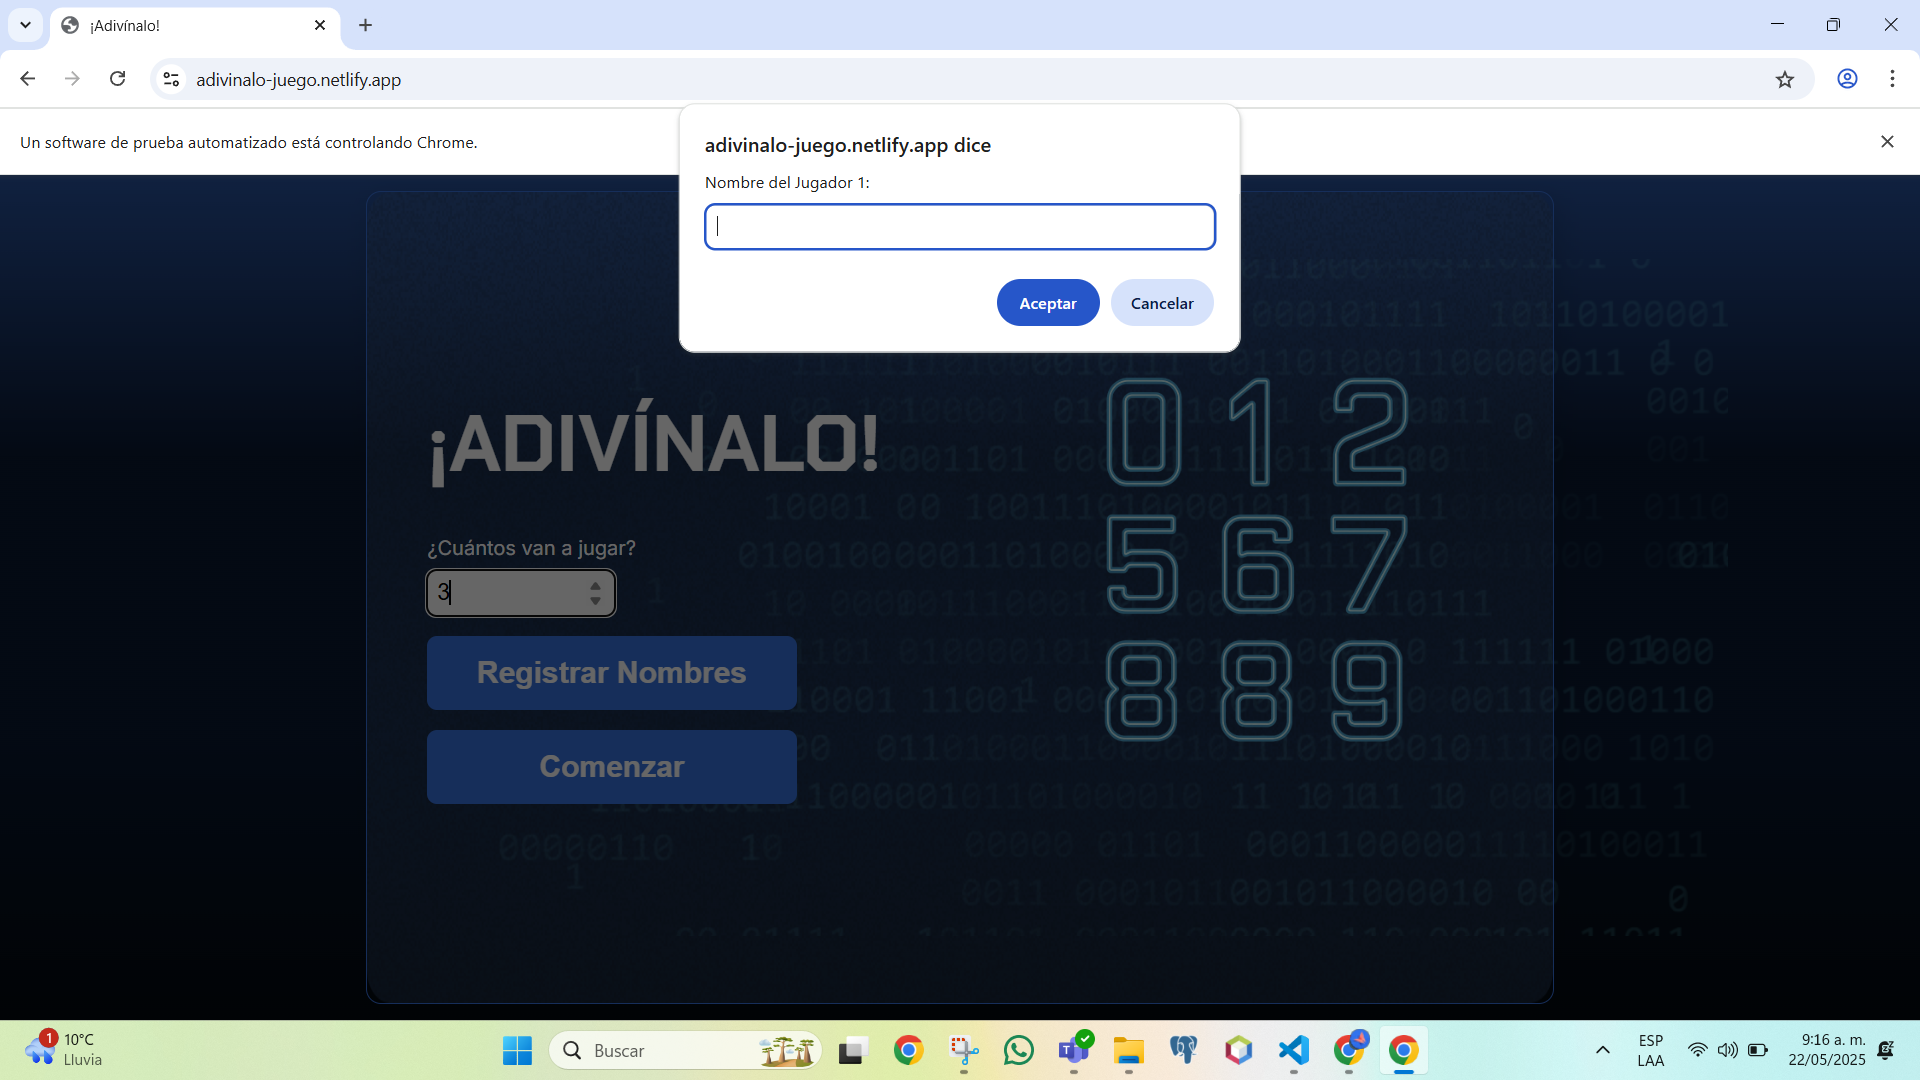 ¡Adivínalo!
adivinalo-juego.netlify.app
Un software de prueba automatizado está controlando Chrome.
adivinalo-juego.netlify.app dice
Nombre del Jugador 1:
Aceptar
Cancelar
¡ADIVÍNALO!
¿Cuántos van a jugar?
3
Registrar Nombres
Comenzar
0 1 2
5 6 7
8 8 9
1
10°C
Lluvia
Buscar
ESP
LAA
9:16 a. m.
22/05/2025